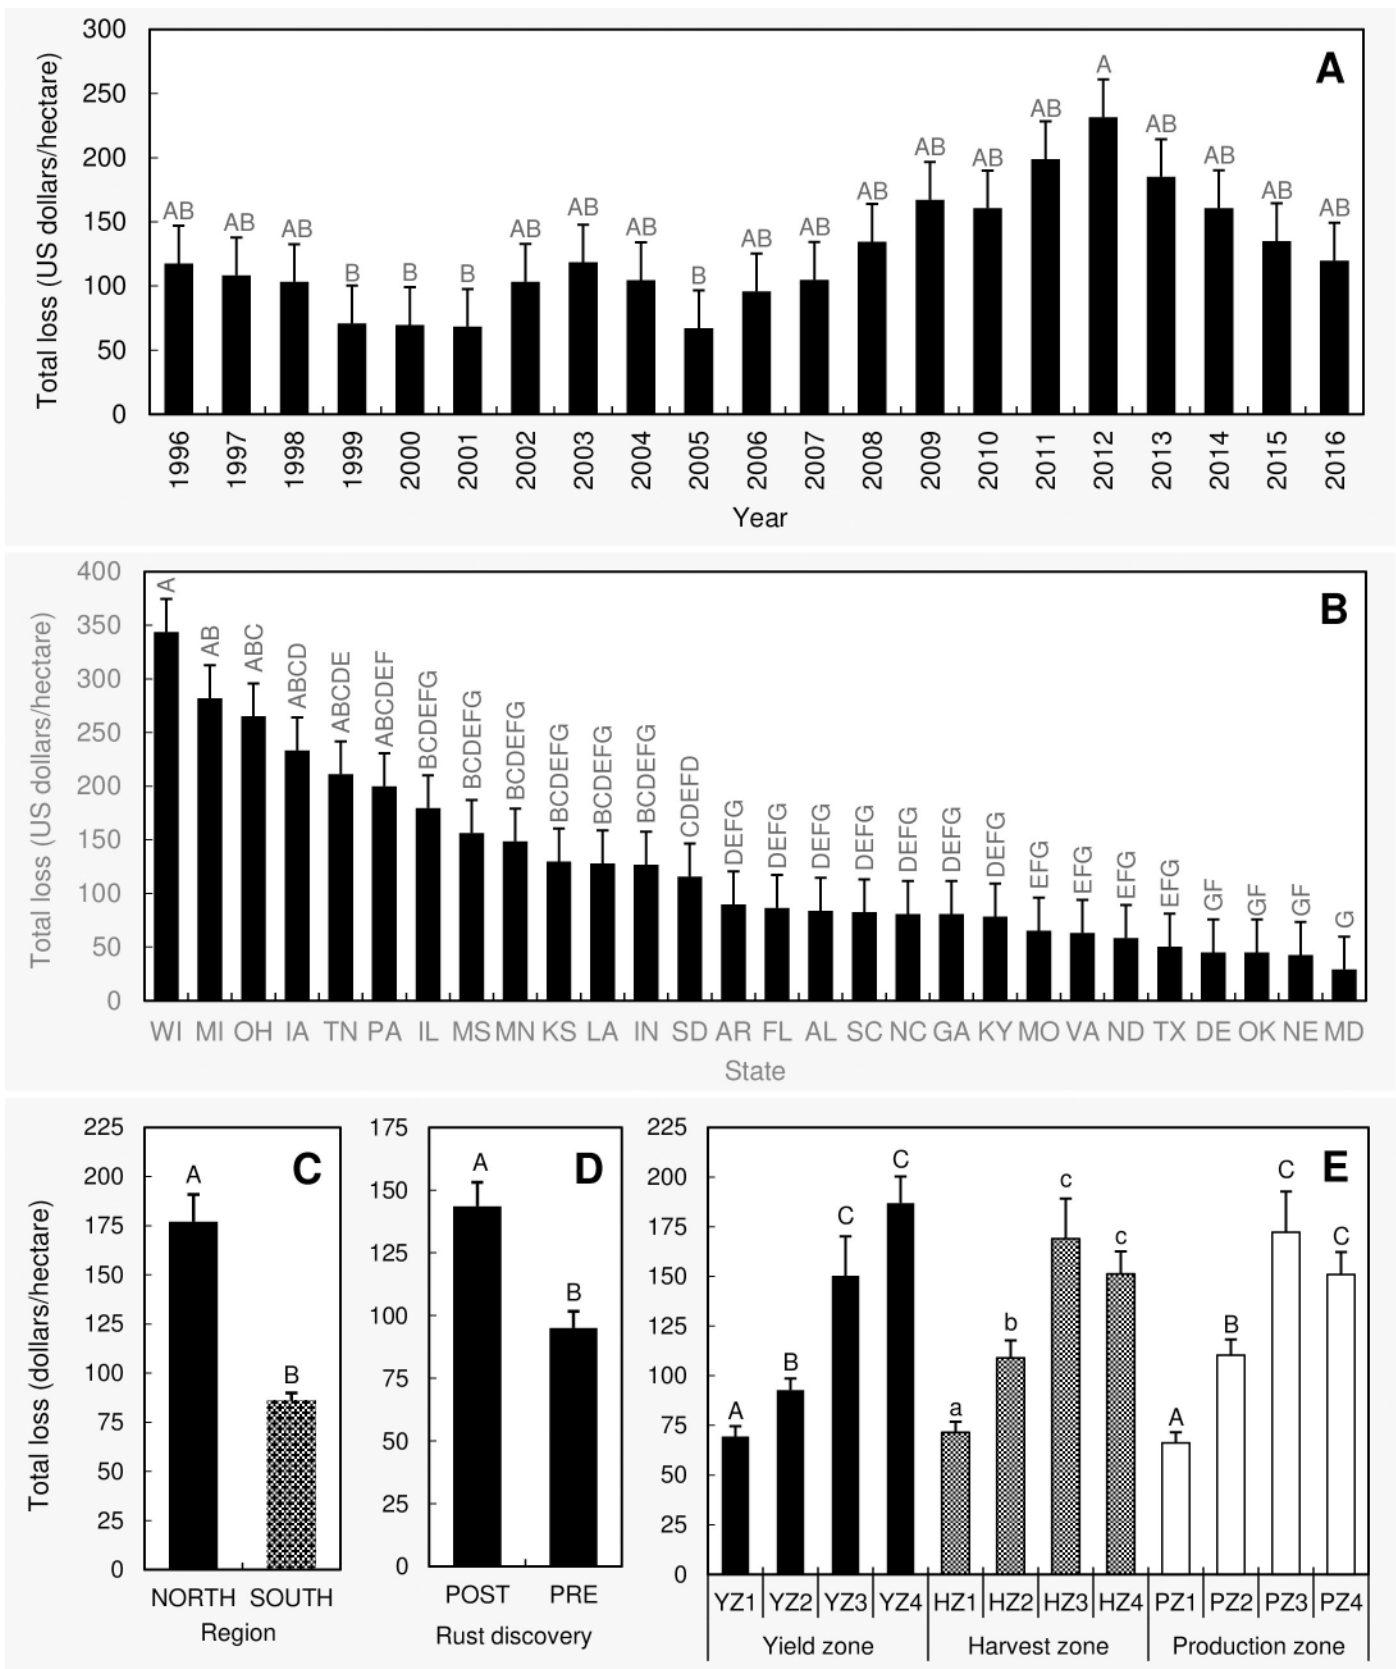 A
Total loss (US dollars/hectare)
300
250
200
150
100
50
0
AB AB AB B B B AB AB AB B AB AB AB AB AB AB A AB AB AB AB
1996 1997 1998 1999 2000 2001 2002 2003 2004 2005 2006 2007 2008 2009 2010 2011 2012 2013 2014 2015 2016
Year
B
Total loss (US dollars/hectare)
400
350
300
250
200
150
100
50
0
A AB ABC ABCD ABCDE ABCDEF BCDEFG BCDEFG BCDEFG BCDEFG BCDEFG BCDEFG CDEFD DEFG DEFG DEFG DEFG DEFG DEFG DEFG EFG EFG EFG EFG GF GF GF G
WI MI OH IA TN PA IL MS MN KS LA IN SD AR FL AL SC NC GA KY MO VA ND TX DE OK NE MD
State
C
Total loss (dollars/hectare)
225
200
175
150
125
100
75
50
25
0
A B
NORTH SOUTH
Region
D
175
150
125
100
75
50
25
0
A B
POST PRE
Rust discovery
E
225
200
175
150
125
100
75
50
25
0
A B C C a b c c A B C C
YZ1 YZ2 YZ3 YZ4 HZ1 HZ2 HZ3 HZ4 PZ1 PZ2 PZ3 PZ4
Yield zone Harvest zone Production zone